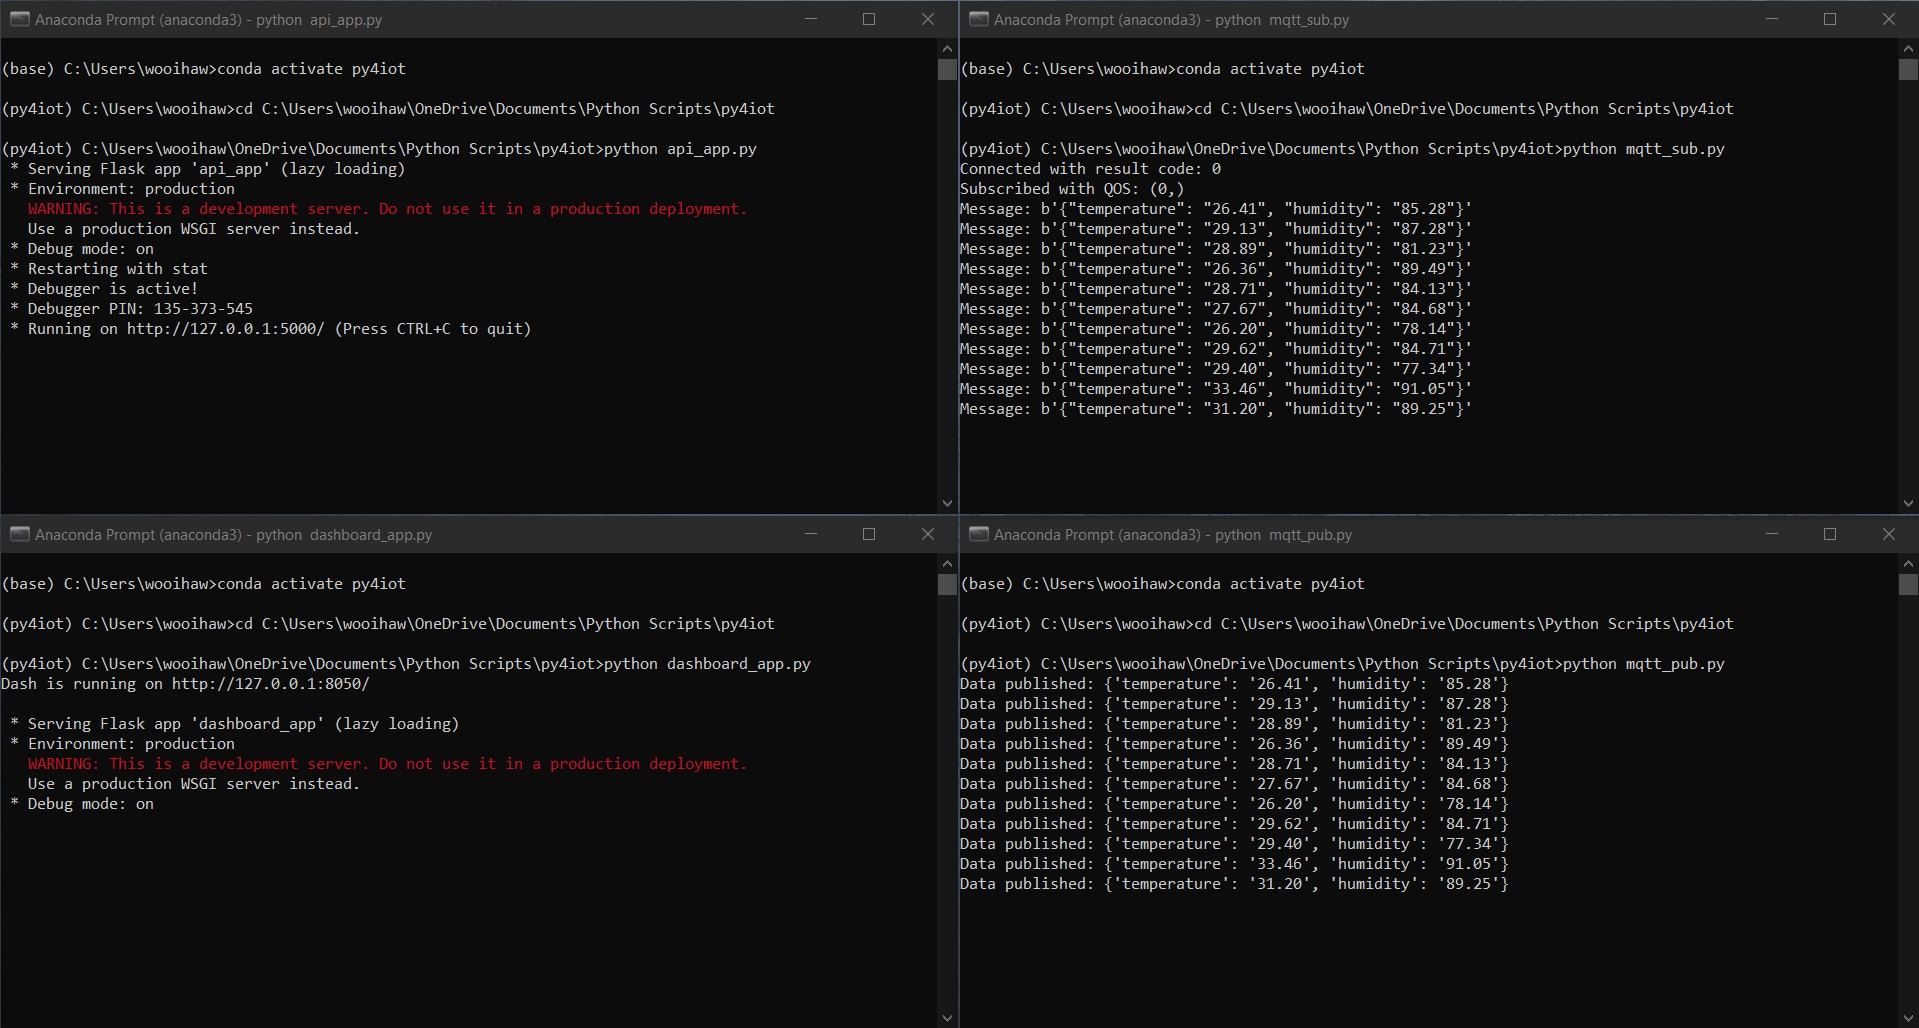 Anaconda Prompt (anaconda3) - python  api_app.py
(base) C:\Users\wooihaw>conda activate py4iot
(py4iot) C:\Users\wooihaw>cd C:\Users\wooihaw\OneDrive\Documents\Python Scripts\py4iot
(py4iot) C:\Users\wooihaw\OneDrive\Documents\Python Scripts\py4iot>python api_app.py
 * Serving Flask app 'api_app' (lazy loading)
 * Environment: production
   WARNING: This is a development server. Do not use it in a production deployment.
   Use a production WSGI server instead.
 * Debug mode: on
 * Restarting with stat
 * Debugger is active!
 * Debugger PIN: 135-373-545
 * Running on http://127.0.0.1:5000/ (Press CTRL+C to quit)
Anaconda Prompt (anaconda3) - python  mqtt_sub.py
(base) C:\Users\wooihaw>conda activate py4iot
(py4iot) C:\Users\wooihaw>cd C:\Users\wooihaw\OneDrive\Documents\Python Scripts\py4iot
(py4iot) C:\Users\wooihaw\OneDrive\Documents\Python Scripts\py4iot>python mqtt_sub.py
Connected with result code: 0
Subscribed with QOS: (0,)
Message: b'{"temperature": "26.41", "humidity": "85.28"}'
Message: b'{"temperature": "29.13", "humidity": "87.28"}'
Message: b'{"temperature": "28.89", "humidity": "81.23"}'
Message: b'{"temperature": "26.36", "humidity": "89.49"}'
Message: b'{"temperature": "28.71", "humidity": "84.13"}'
Message: b'{"temperature": "27.67", "humidity": "84.68"}'
Message: b'{"temperature": "26.20", "humidity": "78.14"}'
Message: b'{"temperature": "29.62", "humidity": "84.71"}'
Message: b'{"temperature": "29.40", "humidity": "77.34"}'
Message: b'{"temperature": "33.46", "humidity": "91.05"}'
Message: b'{"temperature": "31.20", "humidity": "89.25"}'
Anaconda Prompt (anaconda3) - python  dashboard_app.py
(base) C:\Users\wooihaw>conda activate py4iot
(py4iot) C:\Users\wooihaw>cd C:\Users\wooihaw\OneDrive\Documents\Python Scripts\py4iot
(py4iot) C:\Users\wooihaw\OneDrive\Documents\Python Scripts\py4iot>python dashboard_app.py
Dash is running on http://127.0.0.1:8050/
 * Serving Flask app 'dashboard_app' (lazy loading)
 * Environment: production
   WARNING: This is a development server. Do not use it in a production deployment.
   Use a production WSGI server instead.
 * Debug mode: on
Anaconda Prompt (anaconda3) - python  mqtt_pub.py
(base) C:\Users\wooihaw>conda activate py4iot
(py4iot) C:\Users\wooihaw>cd C:\Users\wooihaw\OneDrive\Documents\Python Scripts\py4iot
(py4iot) C:\Users\wooihaw\OneDrive\Documents\Python Scripts\py4iot>python mqtt_pub.py
Data published: {'temperature': '26.41', 'humidity': '85.28'}
Data published: {'temperature': '29.13', 'humidity': '87.28'}
Data published: {'temperature': '28.89', 'humidity': '81.23'}
Data published: {'temperature': '26.36', 'humidity': '89.49'}
Data published: {'temperature': '28.71', 'humidity': '84.13'}
Data published: {'temperature': '27.67', 'humidity': '84.68'}
Data published: {'temperature': '26.20', 'humidity': '78.14'}
Data published: {'temperature': '29.62', 'humidity': '84.71'}
Data published: {'temperature': '29.40', 'humidity': '77.34'}
Data published: {'temperature': '33.46', 'humidity': '91.05'}
Data published: {'temperature': '31.20', 'humidity': '89.25'}